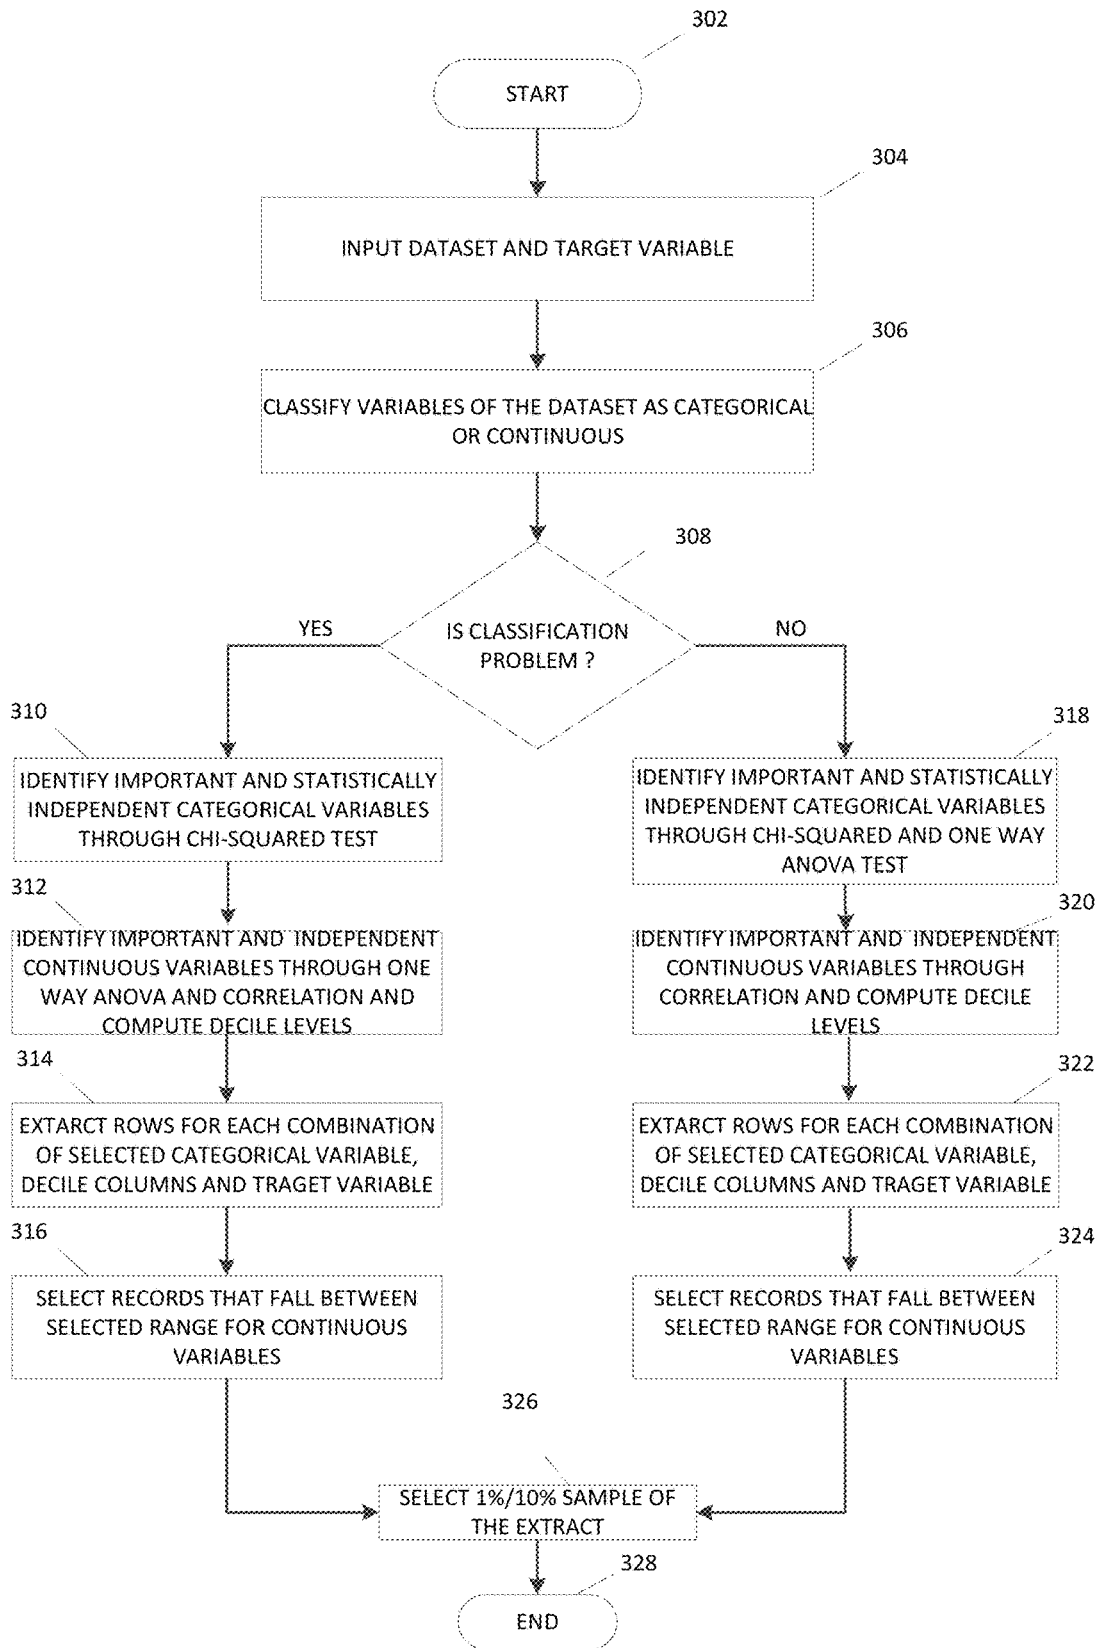 302
START
304
INPUT DATASET AND TARGET VARIABLE
306
CLASSIFY VARIABLES OF THE DATASET AS CATEGORICAL
OR CONTINUOUS
308
IS CLASSIFICATION
PROBLEM ?
YES
NO
310
IDENTIFY IMPORTANT AND STATISTICALLY
INDEPENDENT CATEGORICAL VARIABLES
THROUGH CHI-SQUARED TEST
312
IDENTIFY IMPORTANT AND INDEPENDENT
CONTINUOUS VARIABLES THROUGH ONE
WAY ANOVA AND CORRELATION AND
COMPUTE DECILE LEVELS
314
EXTARCT ROWS FOR EACH COMBINATION
OF SELECTED CATEGORICAL VARIABLE,
DECILE COLUMNS AND TRAGET VARIABLE
316
SELECT RECORDS THAT FALL BETWEEN
SELECTED RANGE FOR CONTINUOUS
VARIABLES
318
IDENTIFY IMPORTANT AND STATISTICALLY
INDEPENDENT CATEGORICAL VARIABLES
THROUGH CHI-SQUARED AND ONE WAY
ANOVA TEST
320
IDENTIFY IMPORTANT AND INDEPENDENT
CONTINUOUS VARIABLES THROUGH
CORRELATION AND COMPUTE DECILE
LEVELS
322
EXTARCT ROWS FOR EACH COMBINATION
OF SELECTED CATEGORICAL VARIABLE,
DECILE COLUMNS AND TRAGET VARIABLE
324
SELECT RECORDS THAT FALL BETWEEN
SELECTED RANGE FOR CONTINUOUS
VARIABLES
326
SELECT 1%/10% SAMPLE OF
THE EXTRACT
328
END